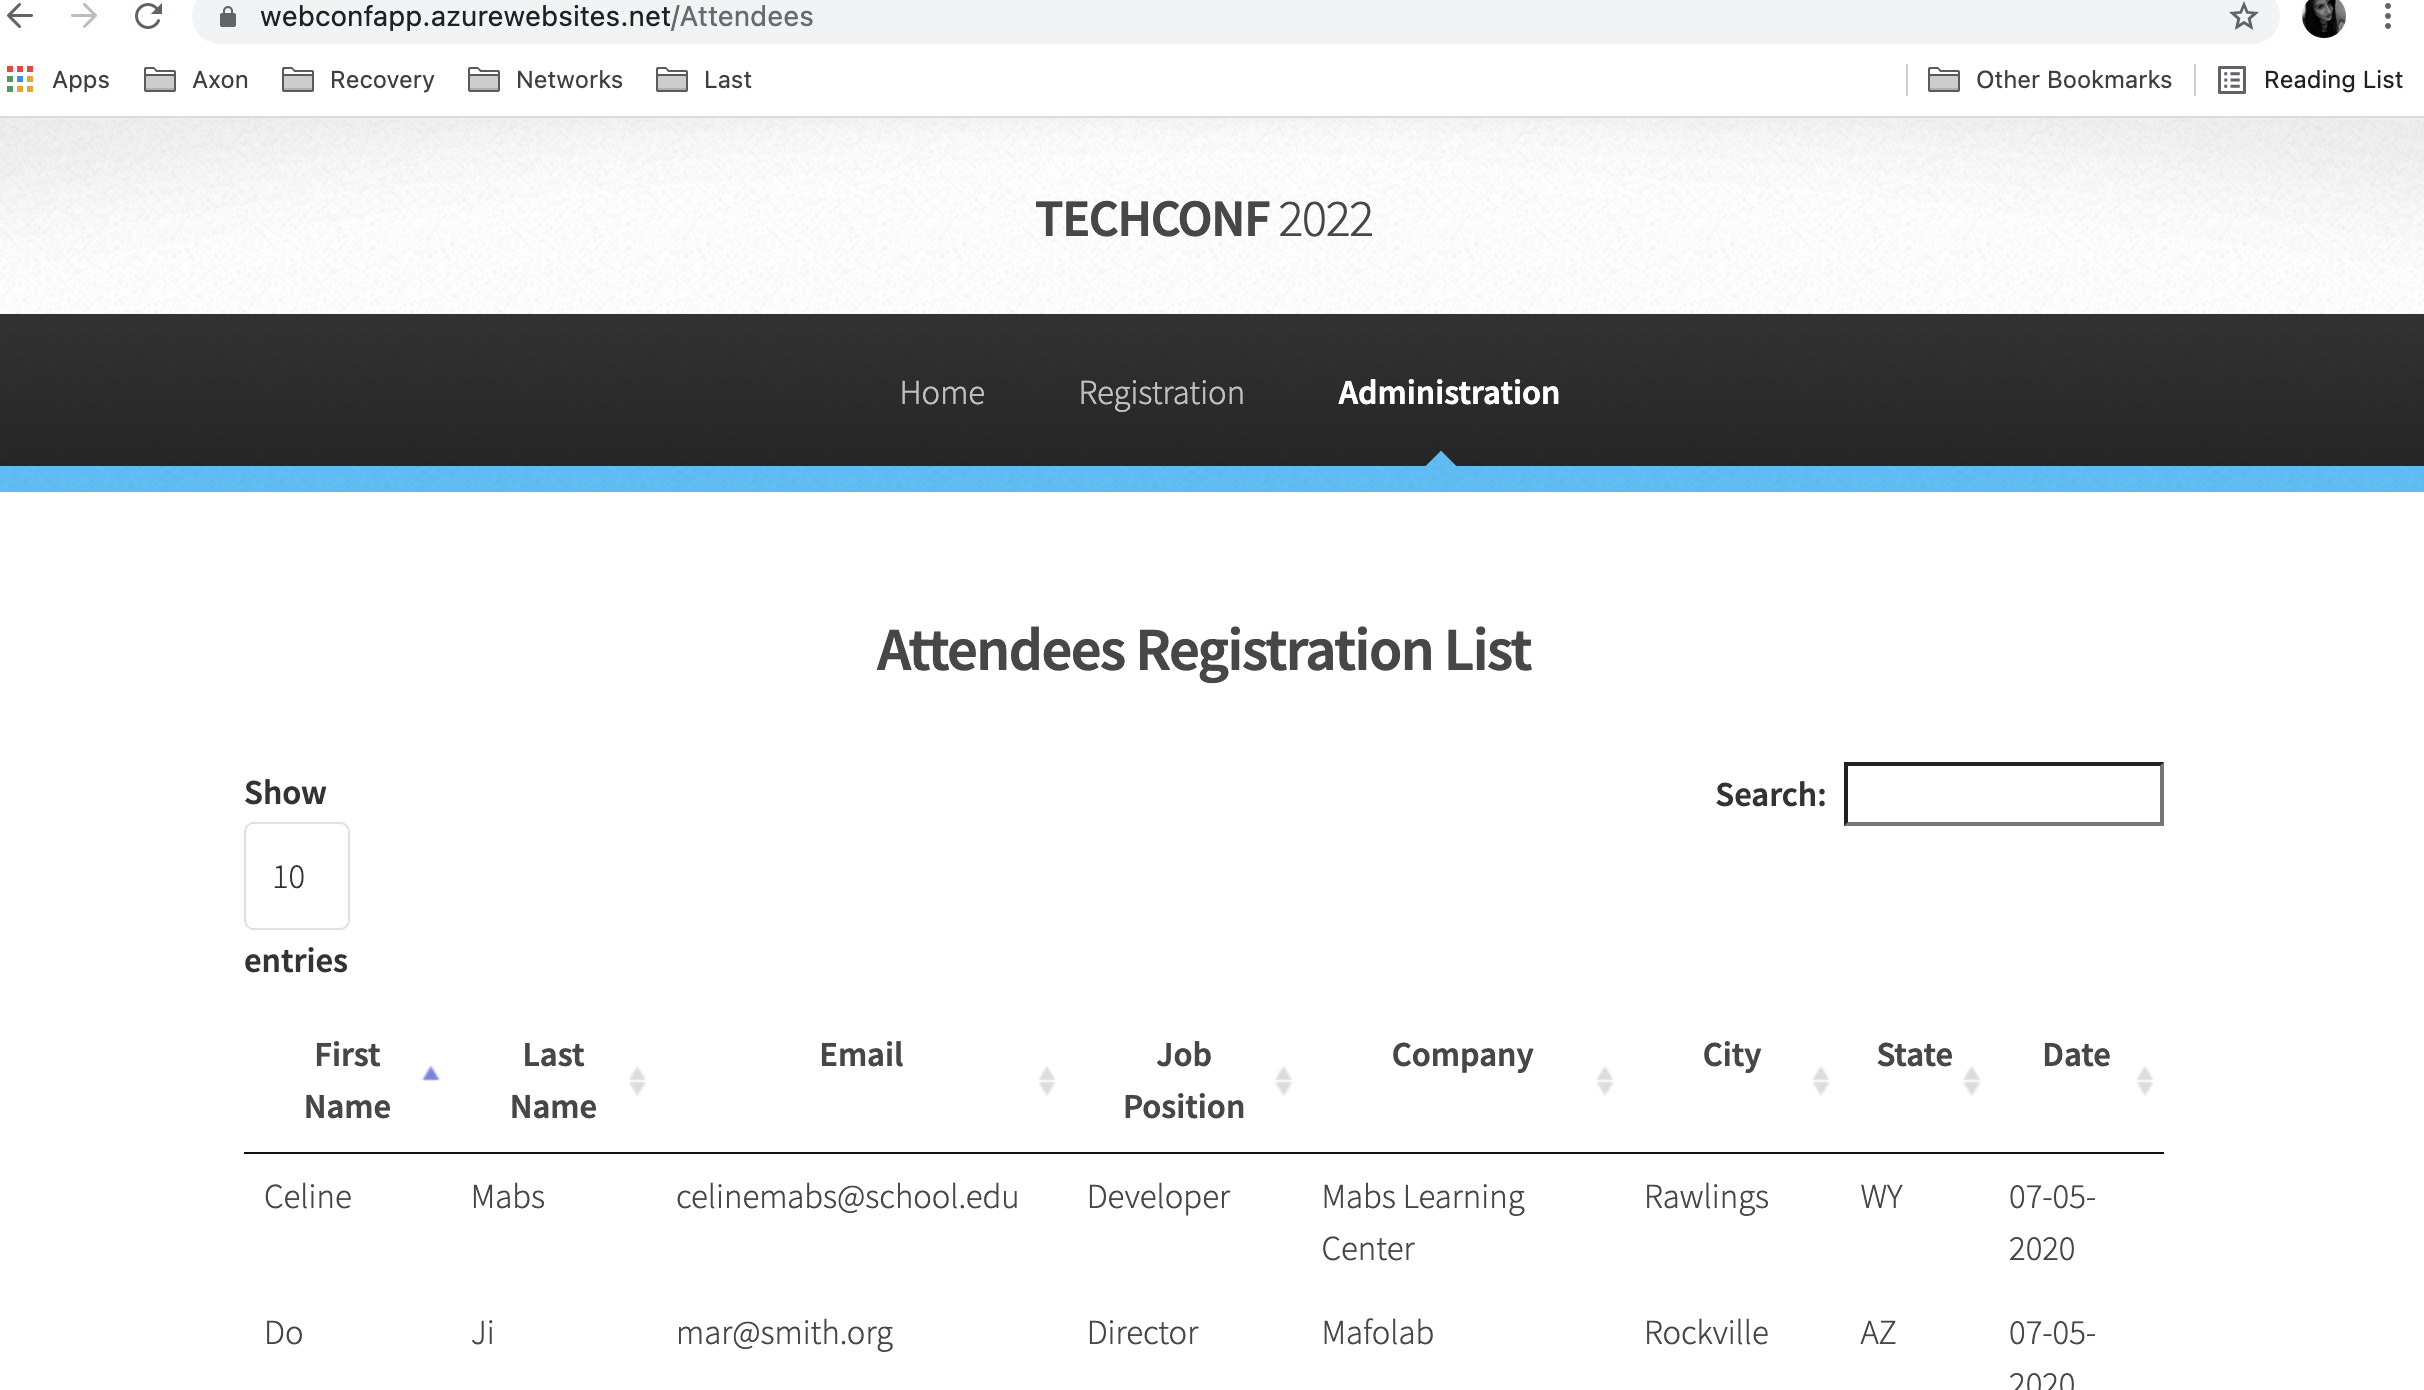 webconfapp.azurewebsites.net/Attendees
Apps Axon Recovery Networks Last Other Bookmarks Reading List
TECHCONF 2022
Home Registration Administration
Attendees Registration List
Show
Search:
10
entries
First Last Email Job Company City State Date
Name Name Position
Celine Mabs celinemabs@school.edu Developer Mabs Learning Rawlings WY 07-05-
Center 2020
Do Ji mar@smith.org Director Mafolab Rockville AZ 07-05-
2020